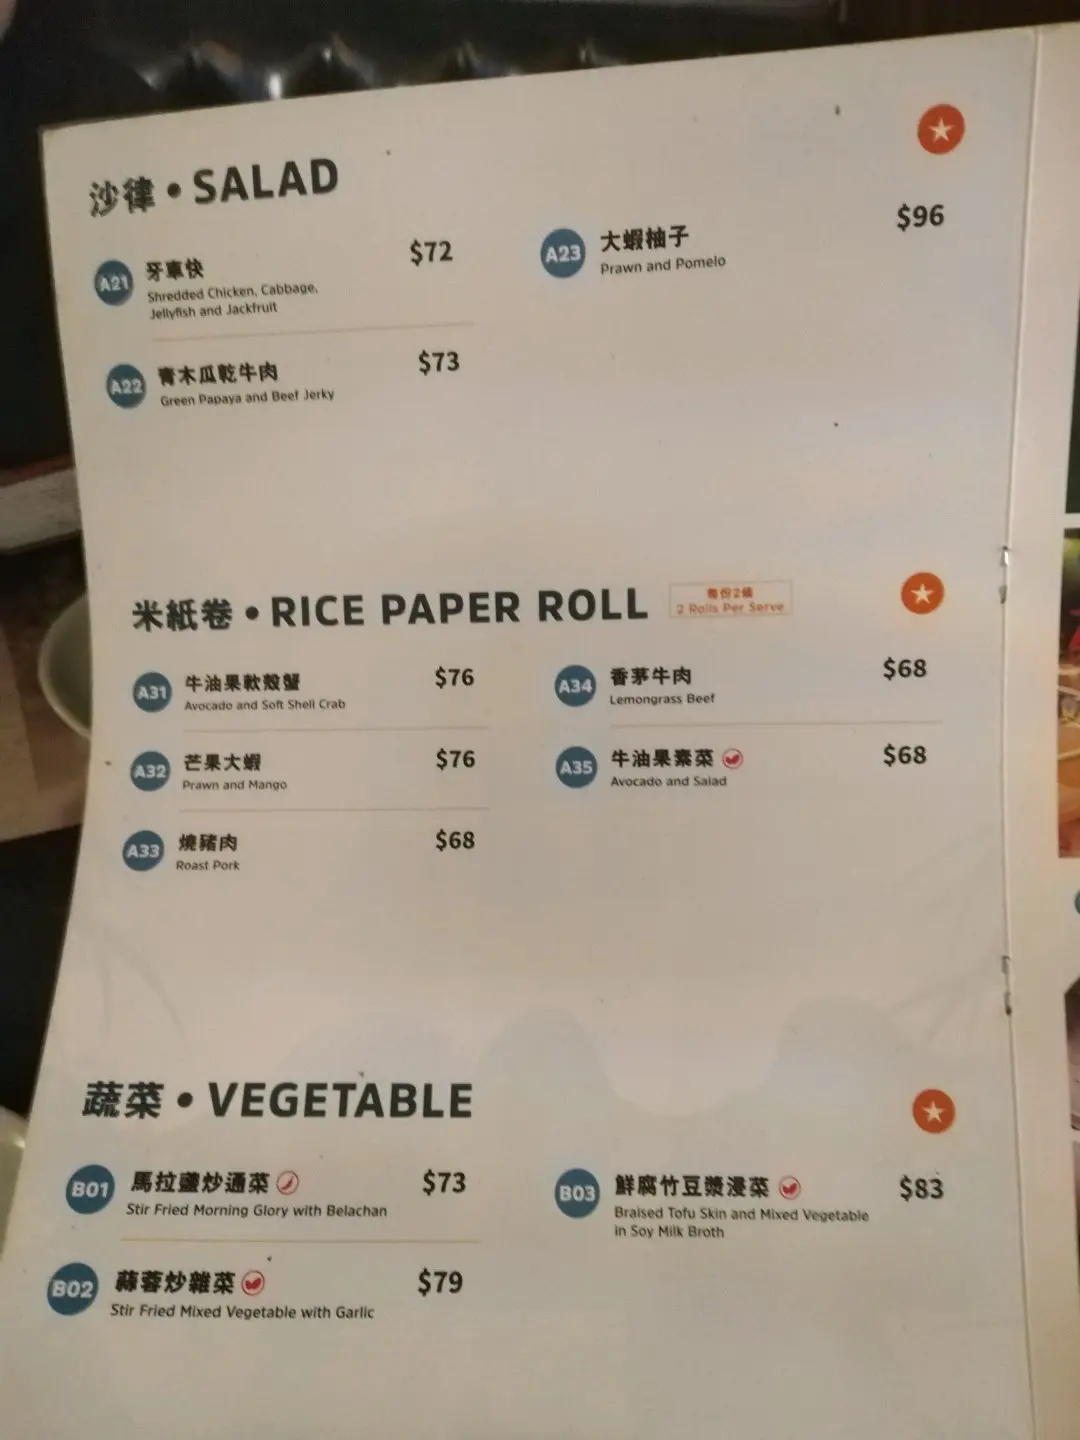 沙律 • SALAD
A21 牙車快 $72
Shredded Chicken, Cabbage,
Jellyfish and Jackfruit
A22 青木瓜乾牛肉 $73
Green Papaya and Beef Jerky
A23 大蝦柚子 $96
Prawn and Pomelo
米紙卷 • RICE PAPER ROLL
每份2條
2 Rolls Per Serve
A31 牛油果軟殼蟹 $76
Avocado and Soft Shell Crab
A32 芒果大蝦 $76
Prawn and Mango
A33 燒豬肉 $68
Roast Pork
A34 香茅牛肉 $68
Lemongrass Beef
A35 牛油果素菜 $68
Avocado and Salad
蔬菜 • VEGETABLE
B01 馬拉盞炒通菜 $73
Stir Fried Morning Glory with Belachan
B02 蒜蓉炒雜菜 $79
Stir Fried Mixed Vegetable with Garlic
B03 鮮腐竹豆漿浸菜 $83
Braised Tofu Skin and Mixed Vegetable
in Soy Milk Broth